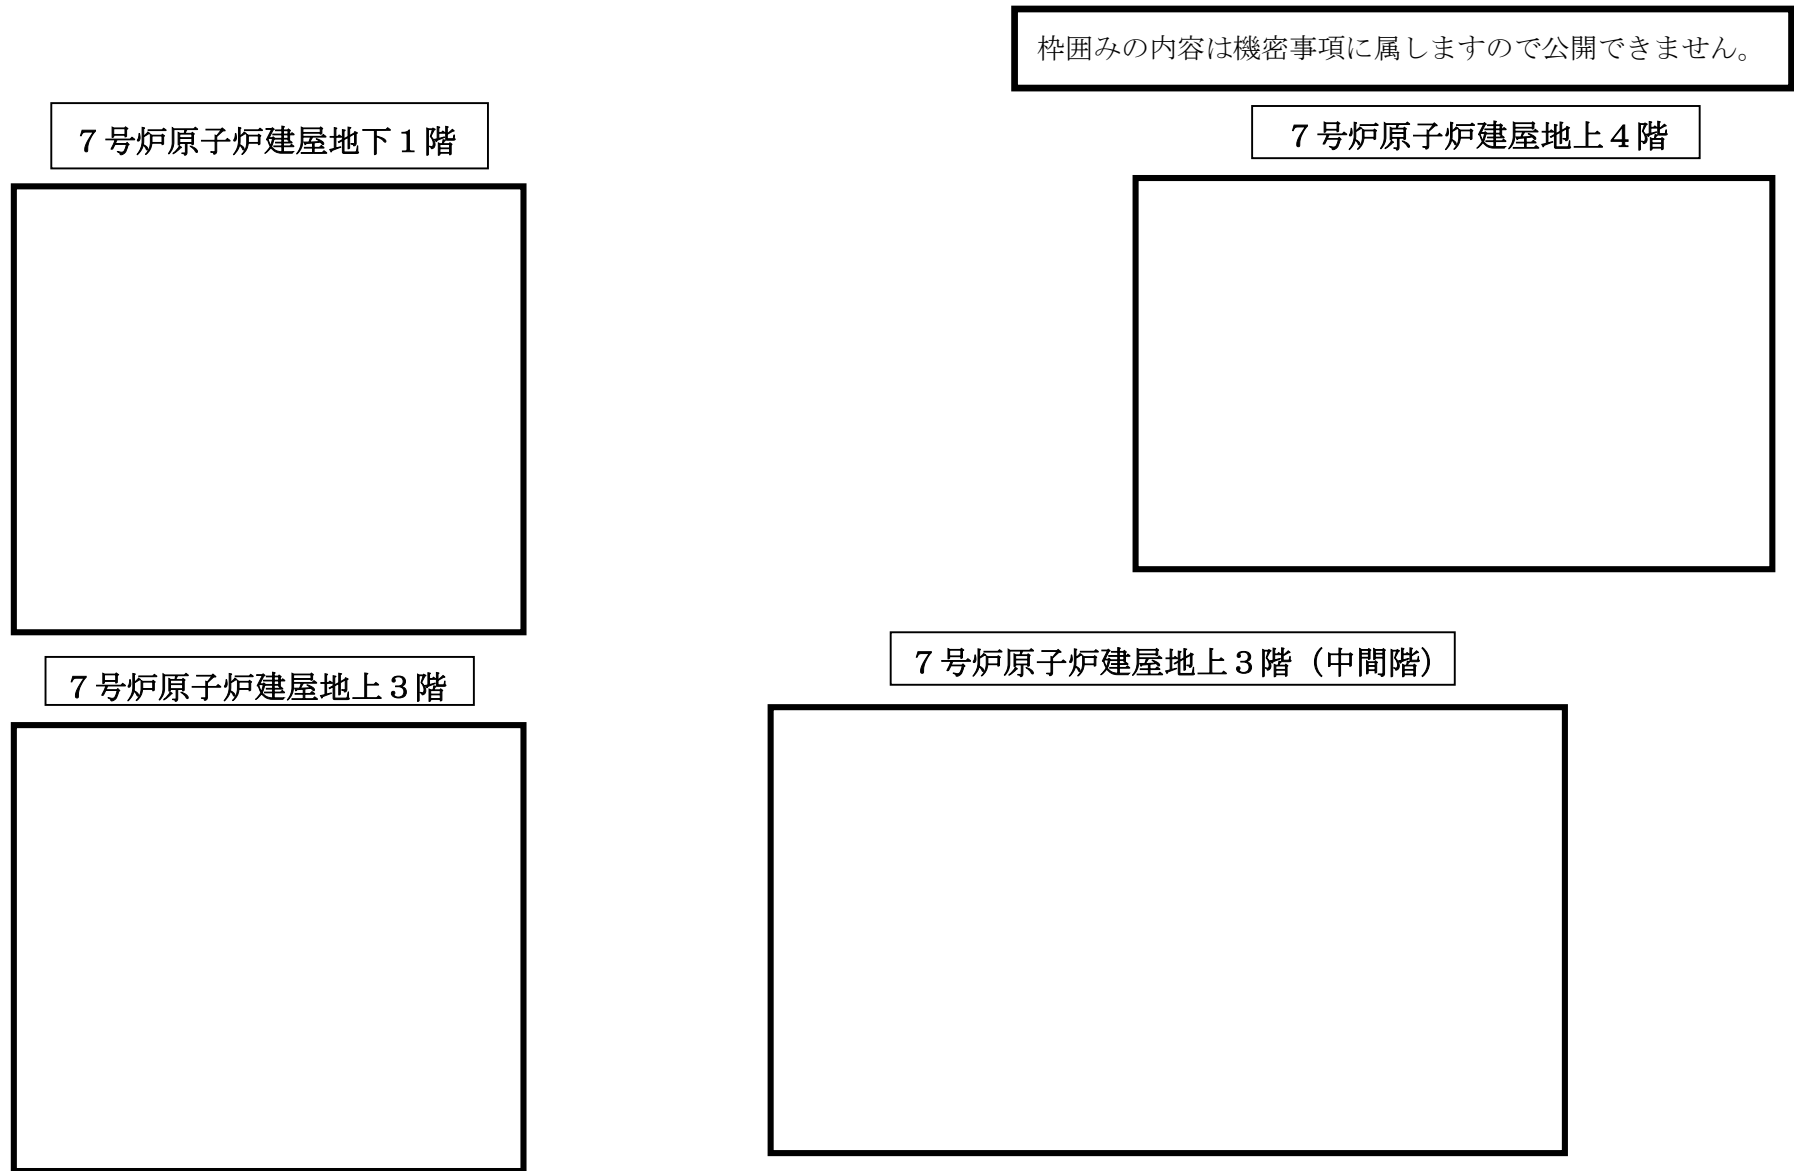 枠囲みの内容は機密事項に属しますので公開できません。
７号炉原子炉建屋地下１階
７号炉原子炉建屋地上４階
７号炉原子炉建屋地上３階
７号炉原子炉建屋地上３階（中間階）